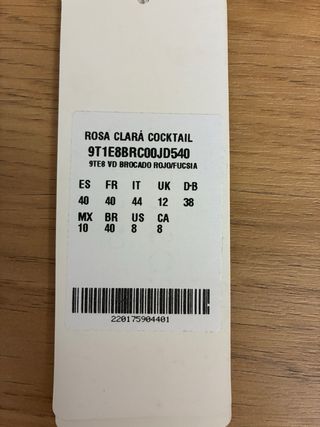 ROSA CLARÁ COCKTAIL
9T1E8BRC00JD540
9TE8 VD BROCADO ROJO/FUCSIA
ES FR IT UK D-B
40 40 44 12 38
MX BR US CA
10 40 8 8
220175904401